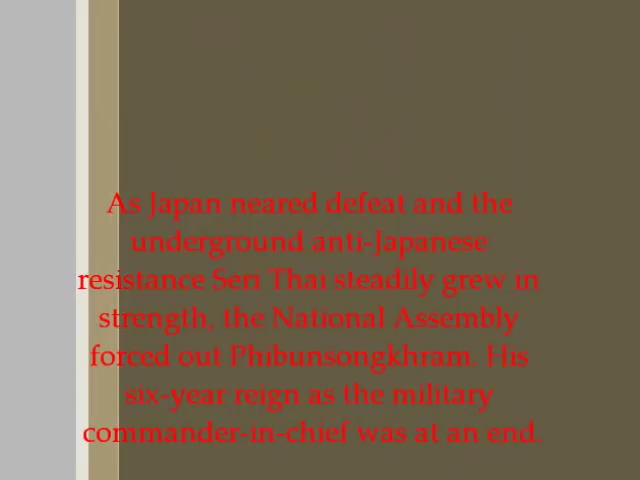 As Japan neared defeat and the
underground anti-Japanese
resistance Seri Thai steadily grew in
strength, the National Assembly
forced out Phibunsongkhram. His
six-year reign as the military
commander-in-chief was at an end.